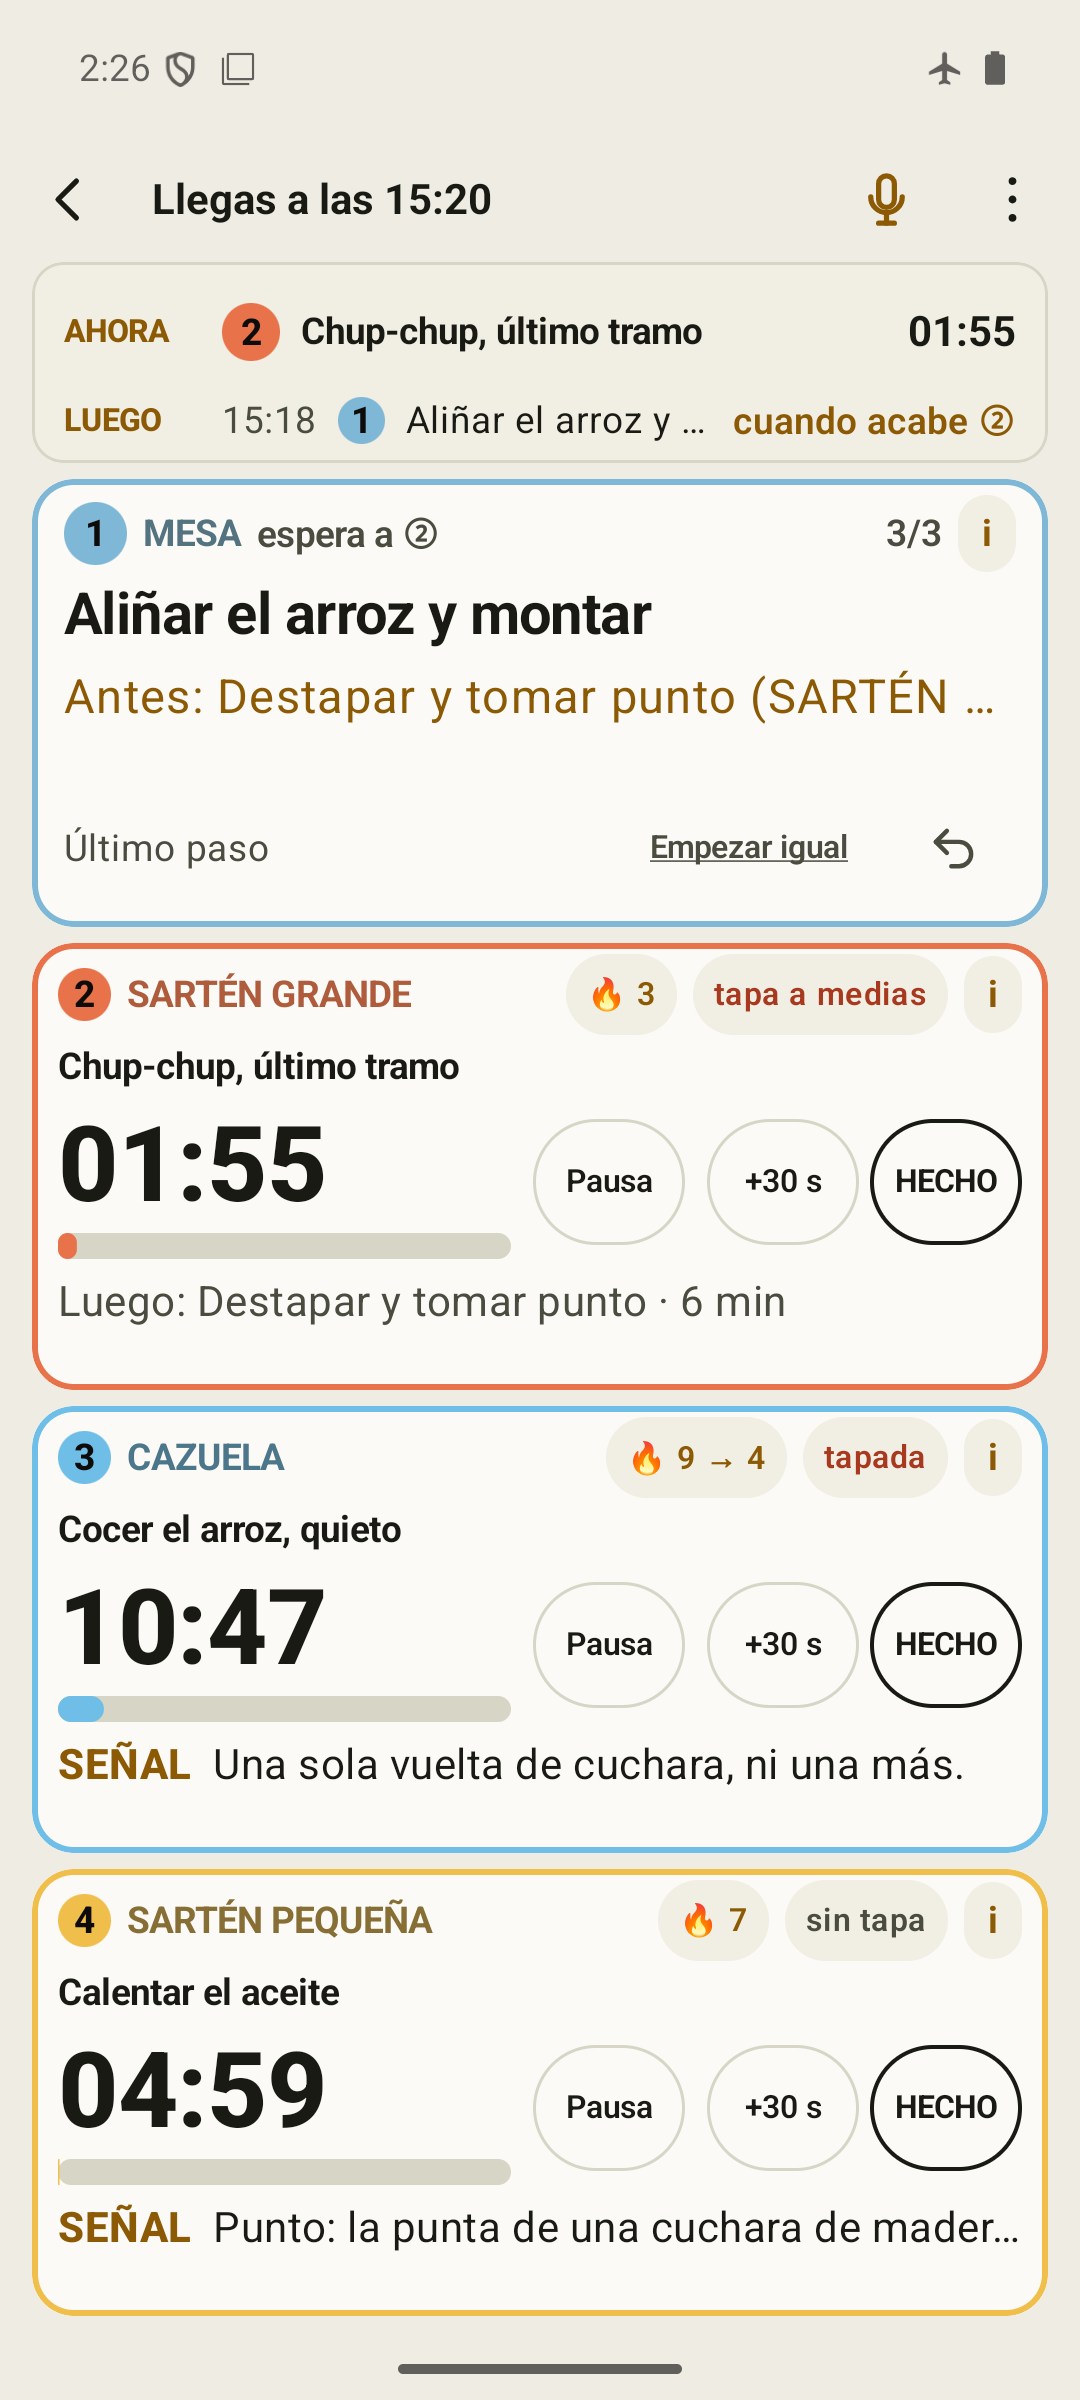 2:26
Llegas a las 15:20
AHORA 2 Chup-chup, último tramo 01:55
LUEGO 15:18 1 Aliñar el arroz y … cuando acabe ②
1 MESA espera a ② 3/3 i
Aliñar el arroz y montar
Antes: Destapar y tomar punto (SARTÉN …
Último paso Empezar igual
2 SARTÉN GRANDE 🔥 3 tapa a medias i
Chup-chup, último tramo
01:55 Pausa +30 s HECHO
Luego: Destapar y tomar punto · 6 min
3 CAZUELA 🔥 9 → 4 tapada i
Cocer el arroz, quieto
10:47 Pausa +30 s HECHO
SEÑAL Una sola vuelta de cuchara, ni una más.
4 SARTÉN PEQUEÑA 🔥 7 sin tapa i
Calentar el aceite
04:59 Pausa +30 s HECHO
SEÑAL Punto: la punta de una cuchara de mader…